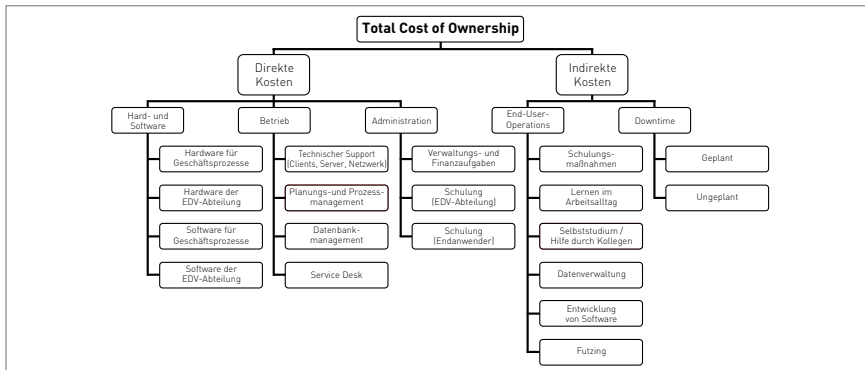 Total Cost of Ownership
Direkte
Kosten
Indirekte
Kosten
Hard- und
Software
Betrieb
Administration
End-User-
Operations
Downtime
Hardware für
Geschäftsprozesse
Hardware der
EDV-Abteilung
Software für
Geschäftsprozesse
Software der
EDV-Abteilung
Technischer Support
(Clients, Server, Netzwerk)
Planungs-und Prozess-
management
Datenbank-
management
Service Desk
Verwaltungs- und
Finanzaufgaben
Schulung
(EDV-Abteilung)
Schulung
(Endanwender)
Schulungs-
maßnahmen
Lernen im
Arbeitsalltag
Selbststudium /
Hilfe durch Kollegen
Datenverwaltung
Entwicklung
von Software
Futzing
Geplant
Ungeplant